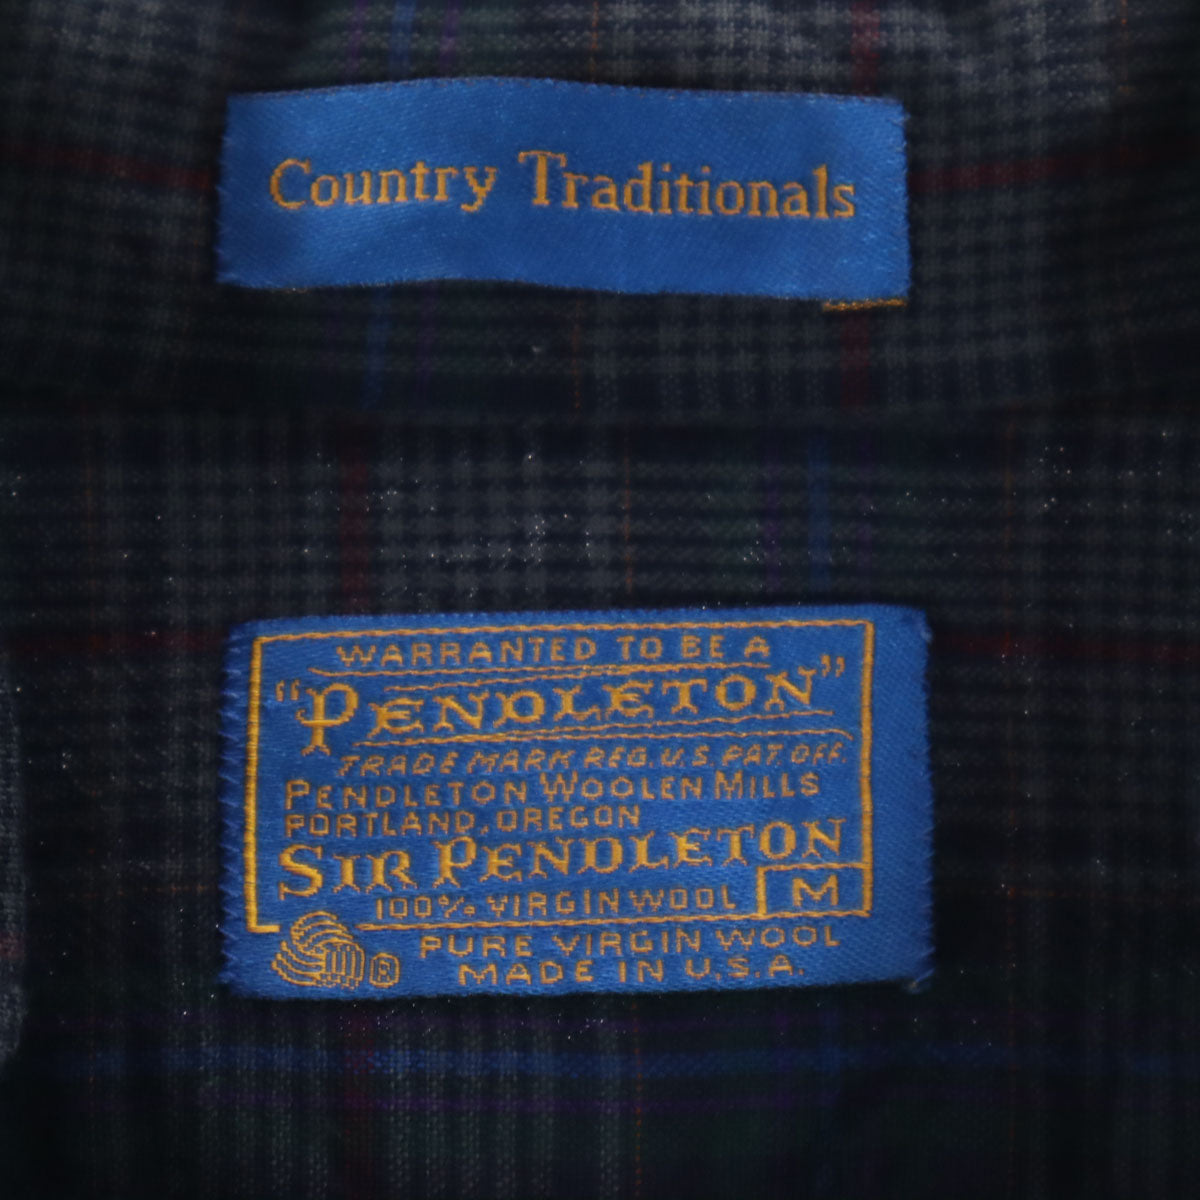 Country Traditionals
WARRANTED TO BE A
"PENDLETON"
TRADE MARK REG. U.S. PAT. OFF.
PENDLETON WOOLEN MILLS
PORTLAND, OREGON
SIR PENDLETON
100% VIRGIN WOOL M
PURE VIRGIN WOOL
® MADE IN U.S.A.